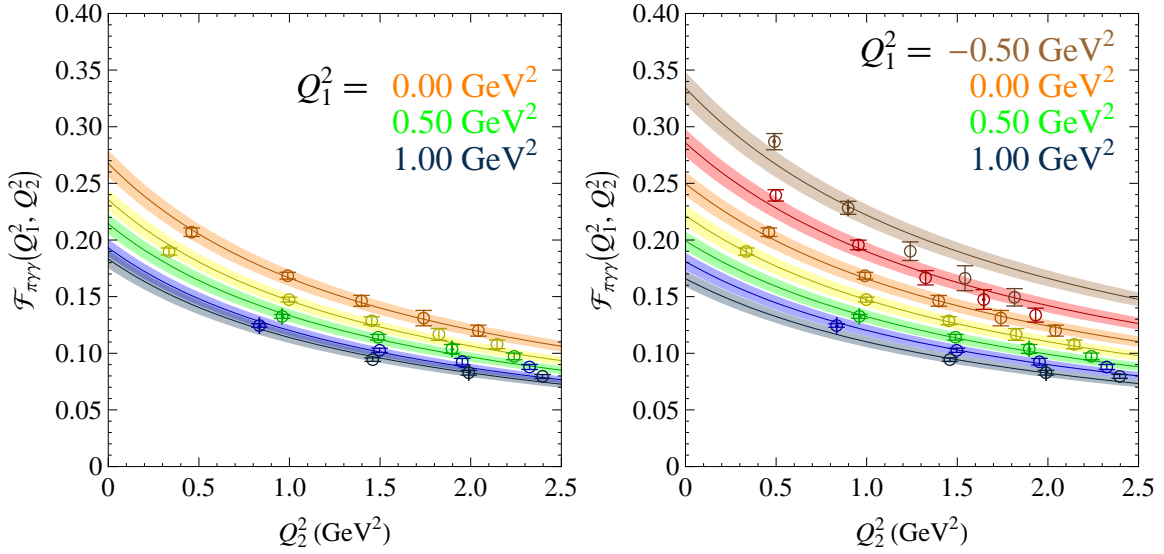 0.40
0.35
0.30
0.25
0.20
0.15
0.10
0.05
0
ℱπγγ(Q₁², Q₂²)
Q₁² = 0.00 GeV²
0.50 GeV²
1.00 GeV²
0 0.5 1.0 1.5 2.0 2.5
Q₂² (GeV²)
0.40
0.35
0.30
0.25
0.20
0.15
0.10
0.05
0
ℱπγγ(Q₁², Q₂²)
Q₁² = −0.50 GeV²
0.00 GeV²
0.50 GeV²
1.00 GeV²
0 0.5 1.0 1.5 2.0 2.5
Q₂² (GeV²)